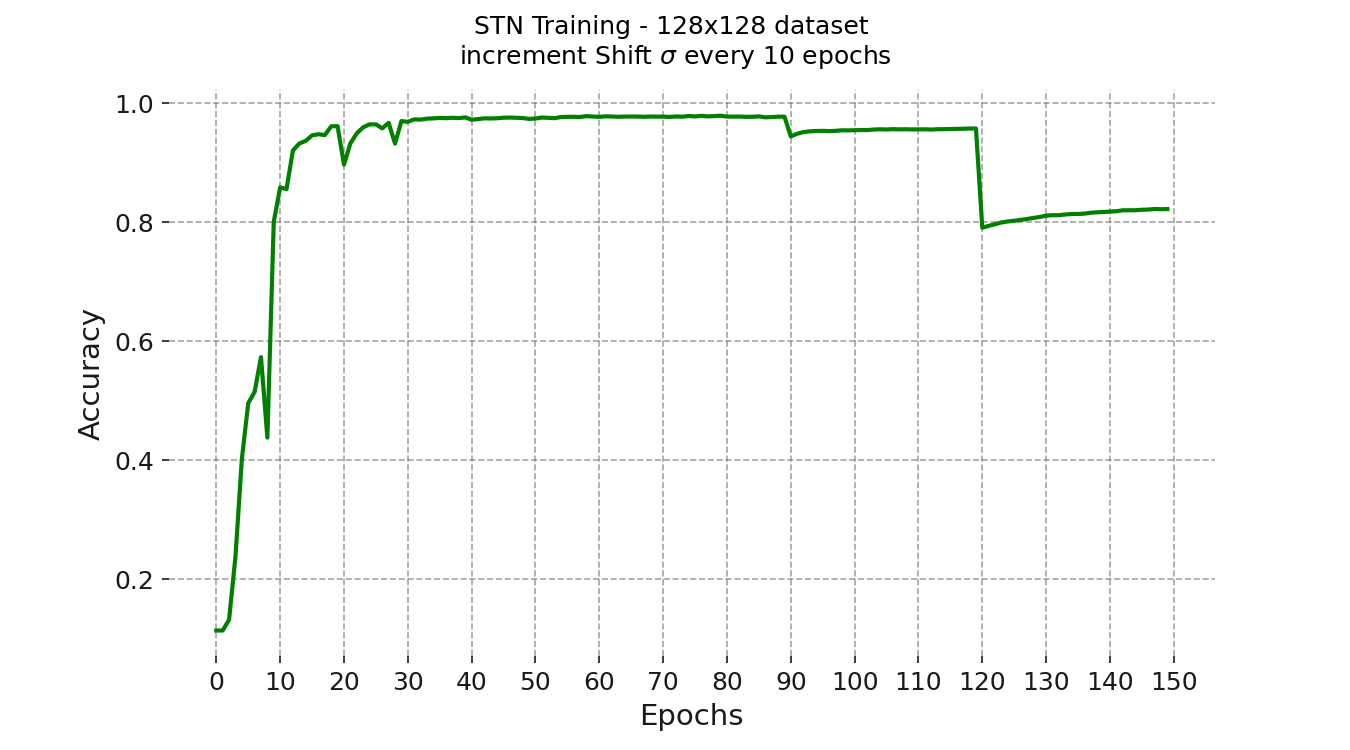 STN Training - 128x128 dataset
increment Shift σ every 10 epochs
1.0
0.8
0.6
0.4
0.2
Accuracy
0 10 20 30 40 50 60 70 80 90 100 110 120 130 140 150
Epochs